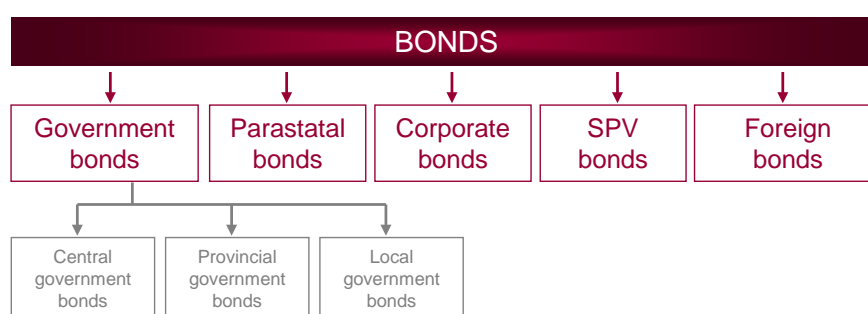 BONDS
Government
bonds
Parastatal
bonds
Corporate
bonds
SPV
bonds
Foreign
bonds
Central
government
bonds
Provincial
government
bonds
Local
government
bonds